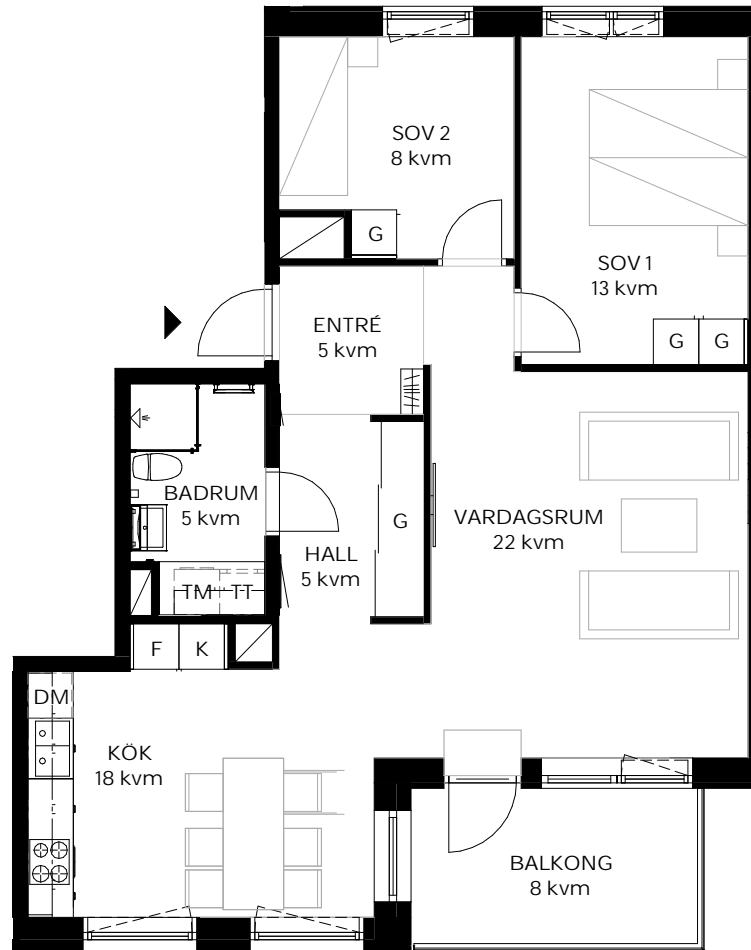 SOV 2
8 kvm
G
SOV 1
13 kvm
G G
ENTRÉ
5 kvm
BADRUM
5 kvm
G
VARDAGSRUM
22 kvm
HALL
5 kvm
TM TT
F K
DM
KÖK
18 kvm
BALKONG
8 kvm